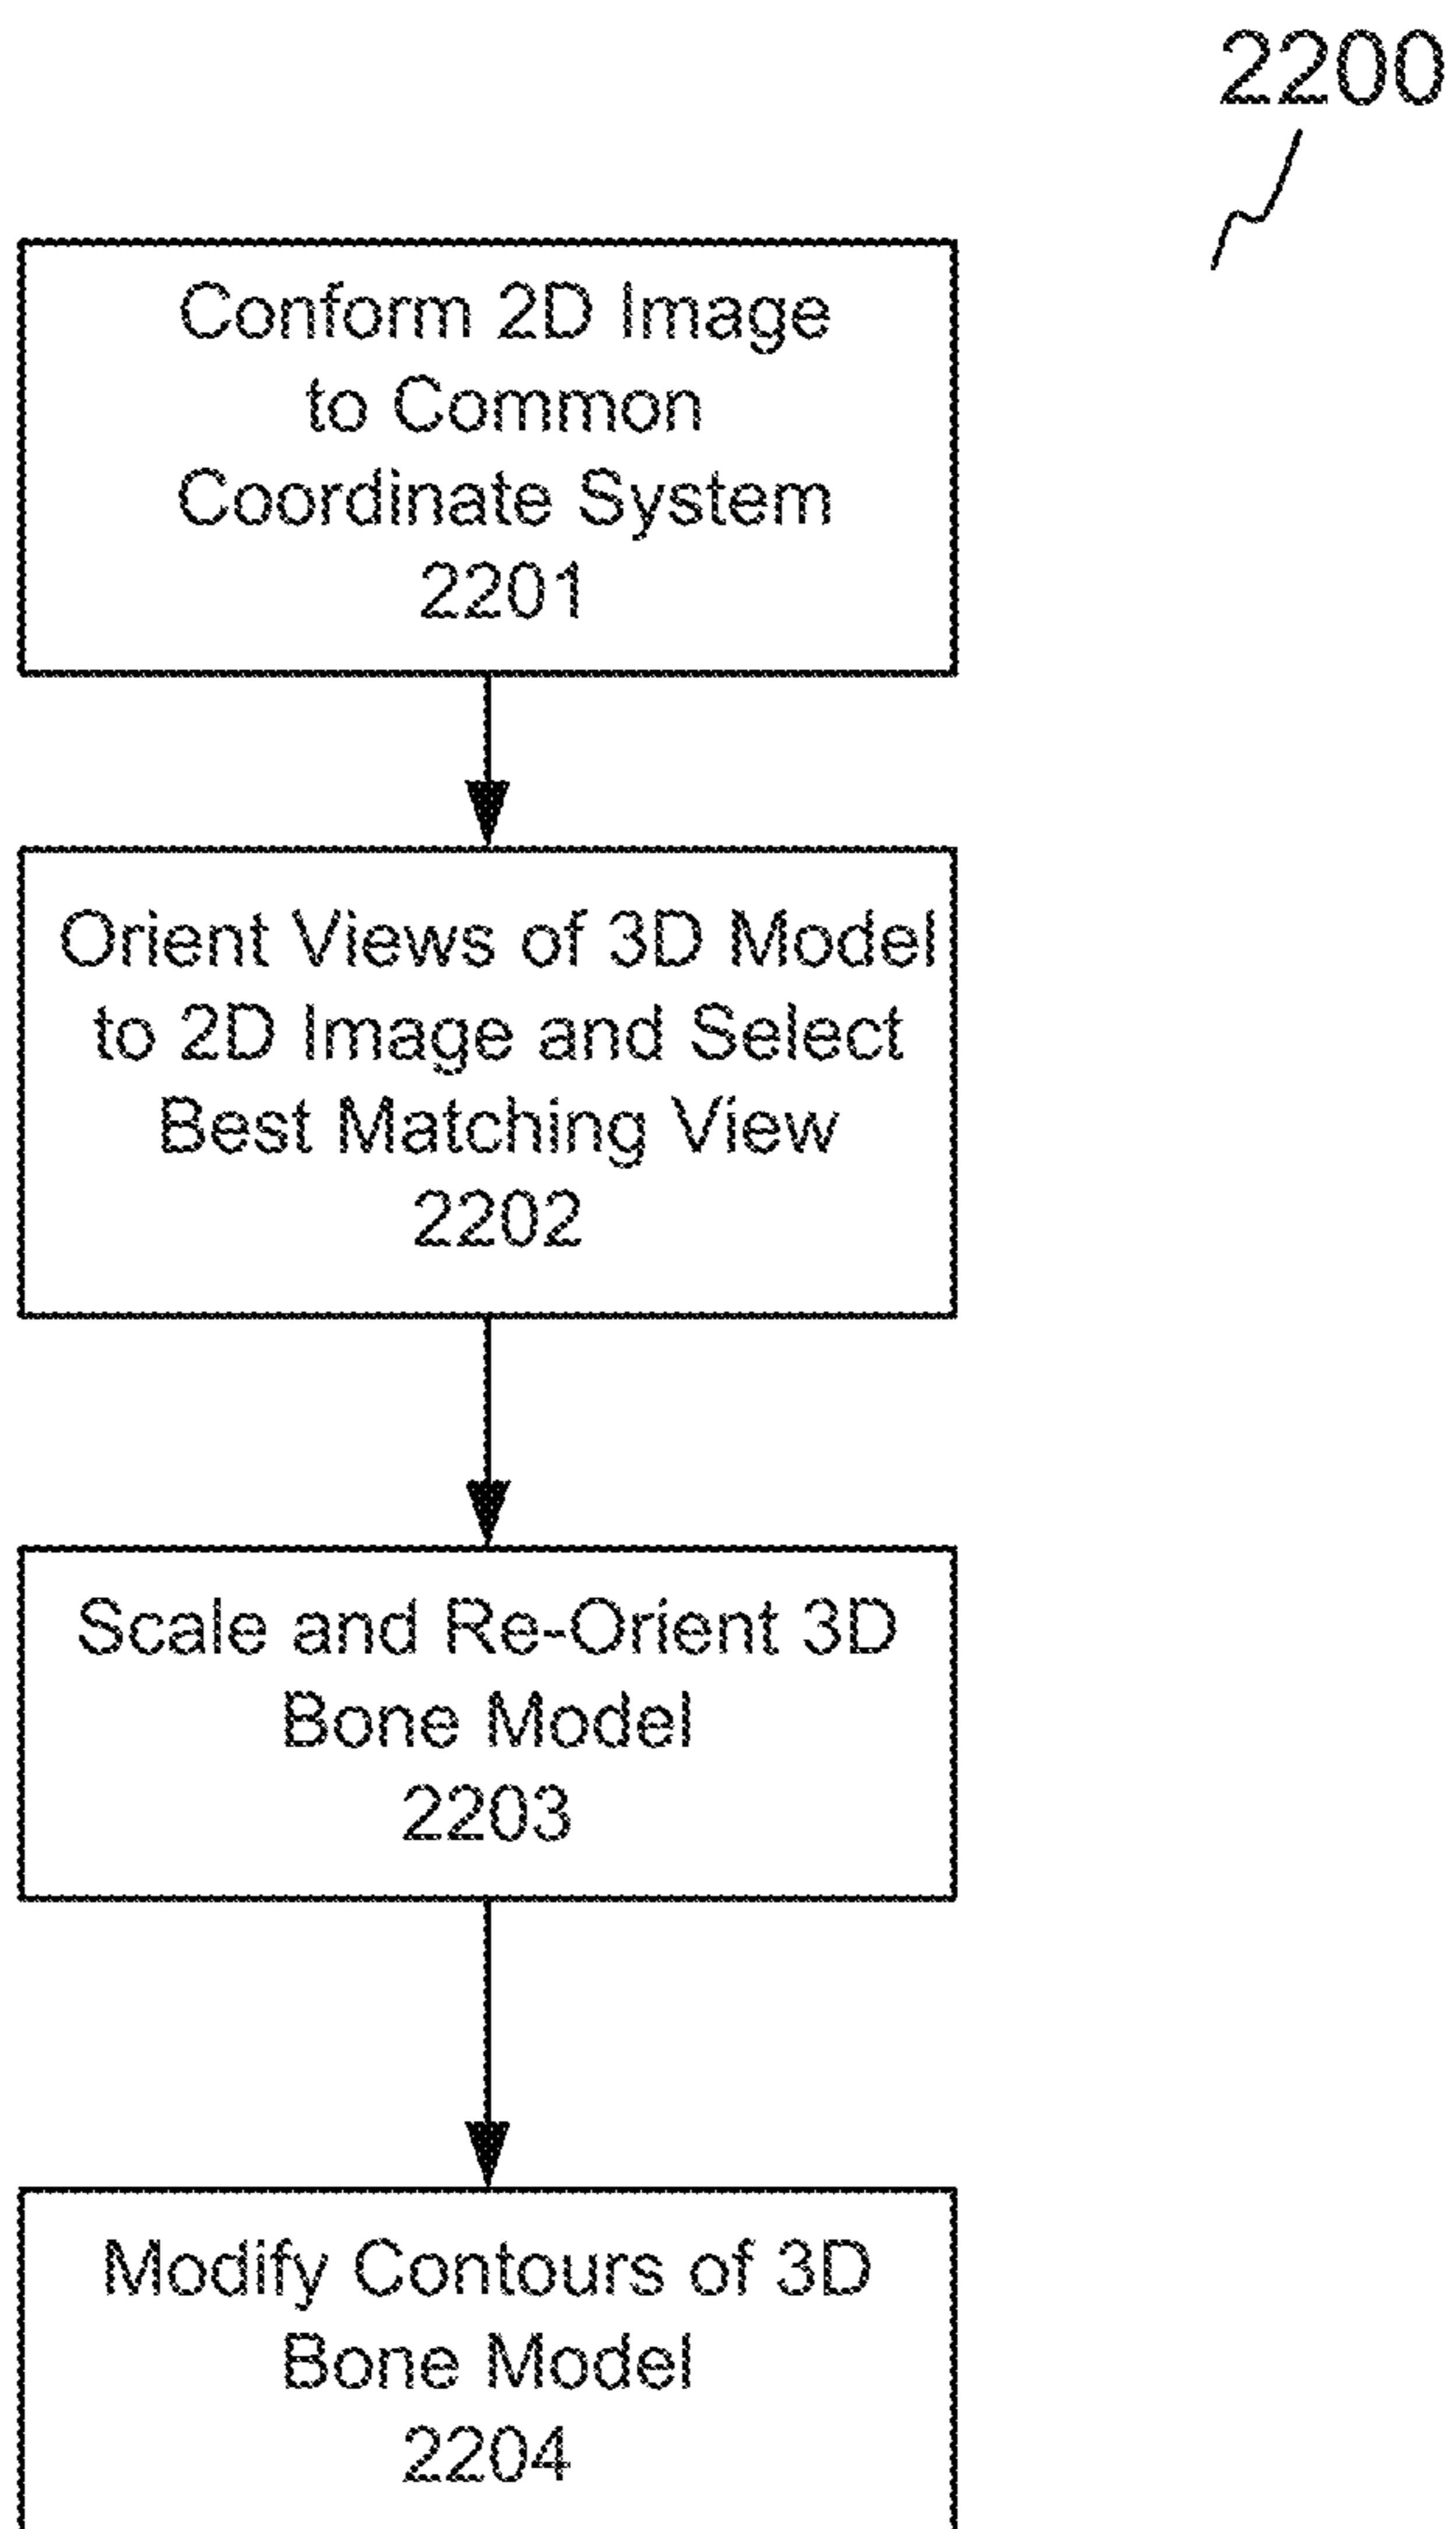 2200
Conform 2D Image
to Common
Coordinate System
2201
Orient Views of 3D Model
to 2D Image and Select
Best Matching View
2202
Scale and Re-Orient 3D
Bone Model
2203
Modify Contours of 3D
Bone Model
2204